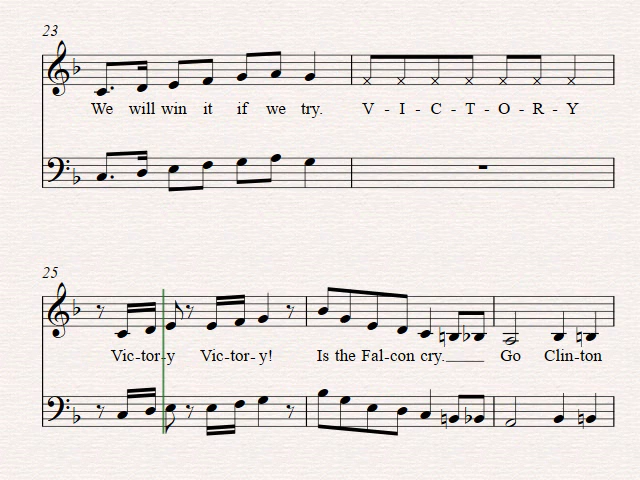 23
We will win it if we try. V - I - C - T - O - R - Y
25
Vic-tor-y Vic-tor-y! Is the Fal-con cry.____ Go Clin-ton